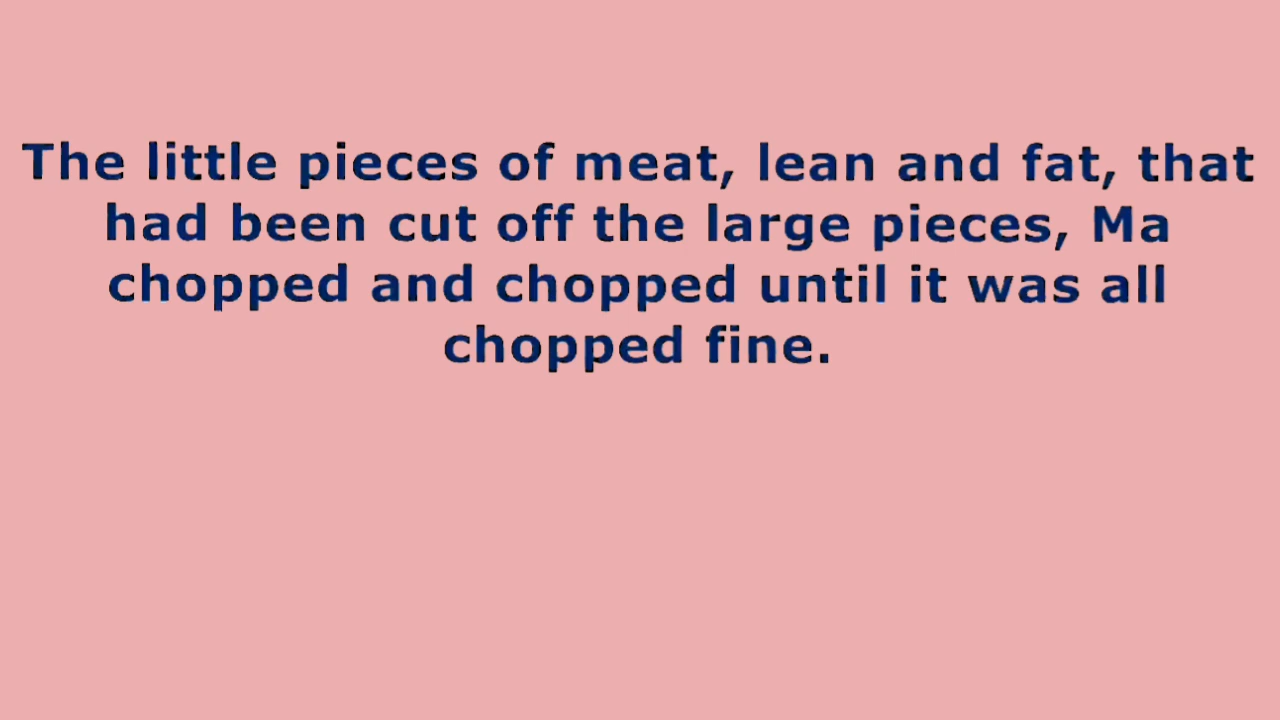 The little pieces of meat, lean and fat, that
had been cut off the large pieces, Ma
chopped and chopped until it was all
chopped fine.